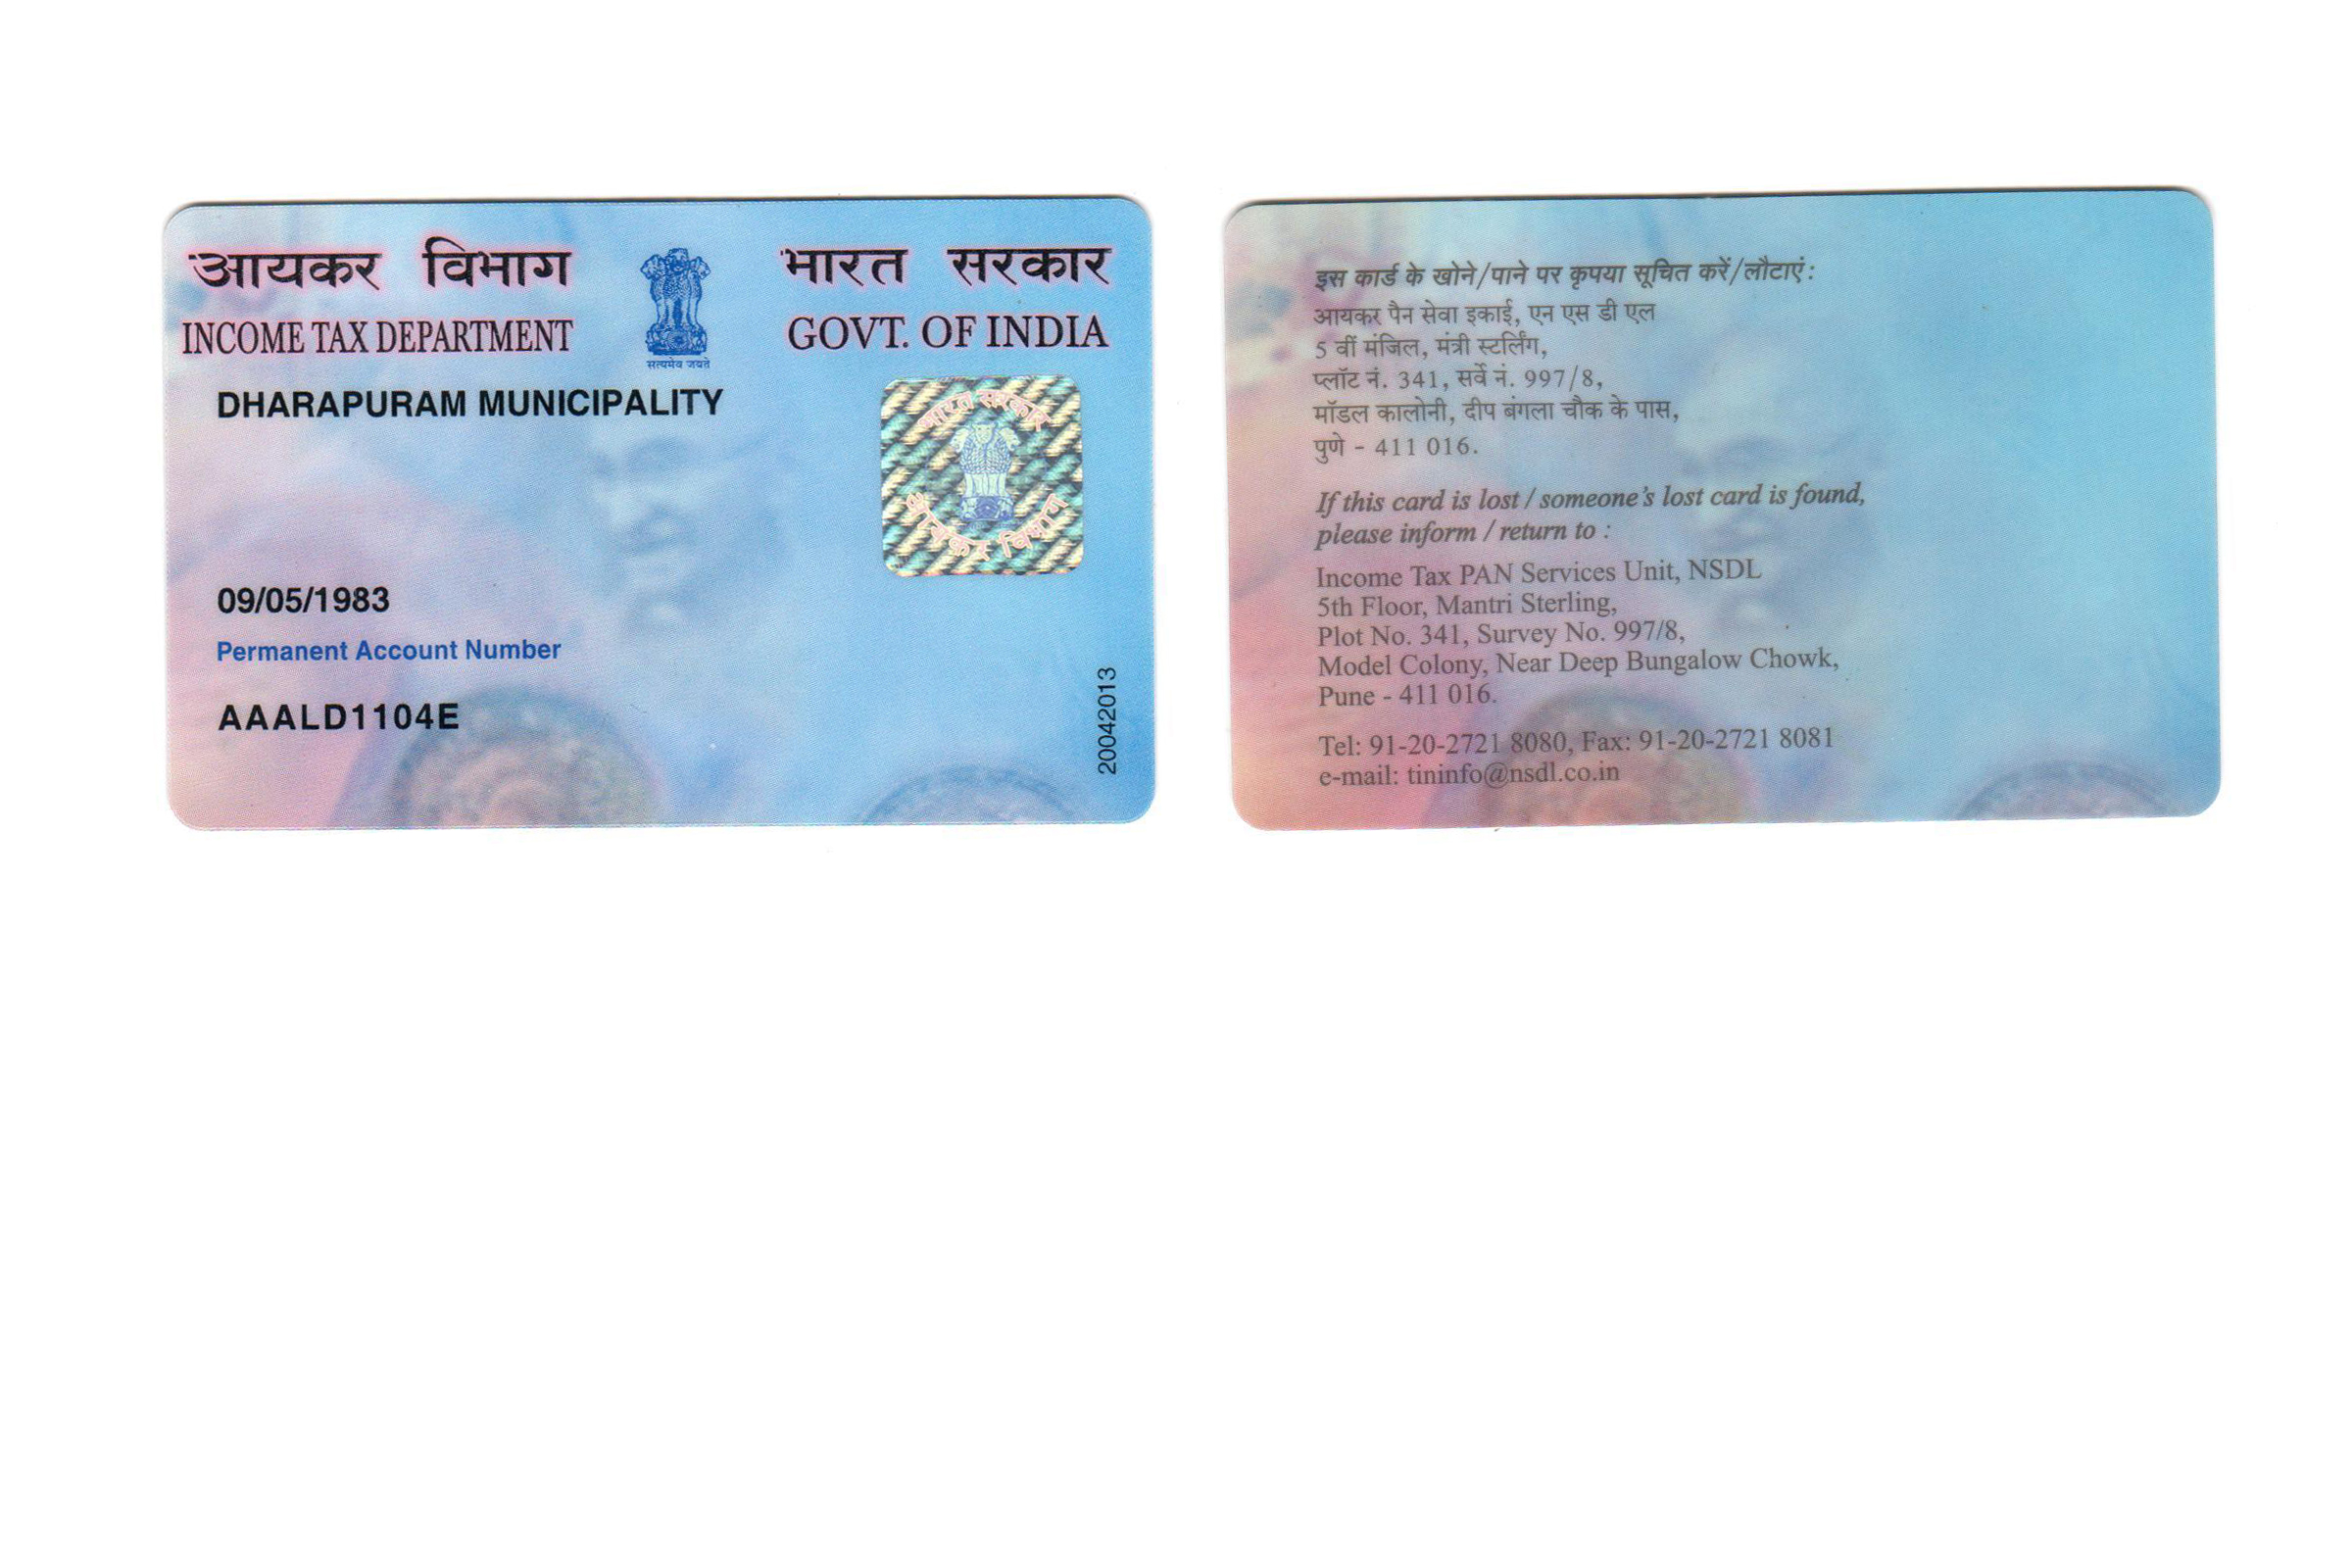 आयकर विभाग
INCOME TAX DEPARTMENT
सत्यमेव जयते
भारत सरकार
GOVT. OF INDIA
DHARAPURAM MUNICIPALITY
भारत सरकार
आयकर विभाग
09/05/1983
Permanent Account Number
AAALD1104E
20042013
इस कार्ड के खोने/पाने पर कृपया सूचित करें/लौटाएं:
आयकर पैन सेवा इकाई, एन एस डी एल
5 वीं मंजिल, मंत्री स्टर्लिंग,
प्लॉट नं. 341, सर्वे नं. 997/8,
मॉडल कालोनी, दीप बंगला चौक के पास,
पुणे - 411 016.
If this card is lost / someone's lost card is found,
please inform / return to :
Income Tax PAN Services Unit, NSDL
5th Floor, Mantri Sterling,
Plot No. 341, Survey No. 997/8,
Model Colony, Near Deep Bungalow Chowk,
Pune - 411 016.
Tel: 91-20-2721 8080, Fax: 91-20-2721 8081
e-mail: tininfo@nsdl.co.in